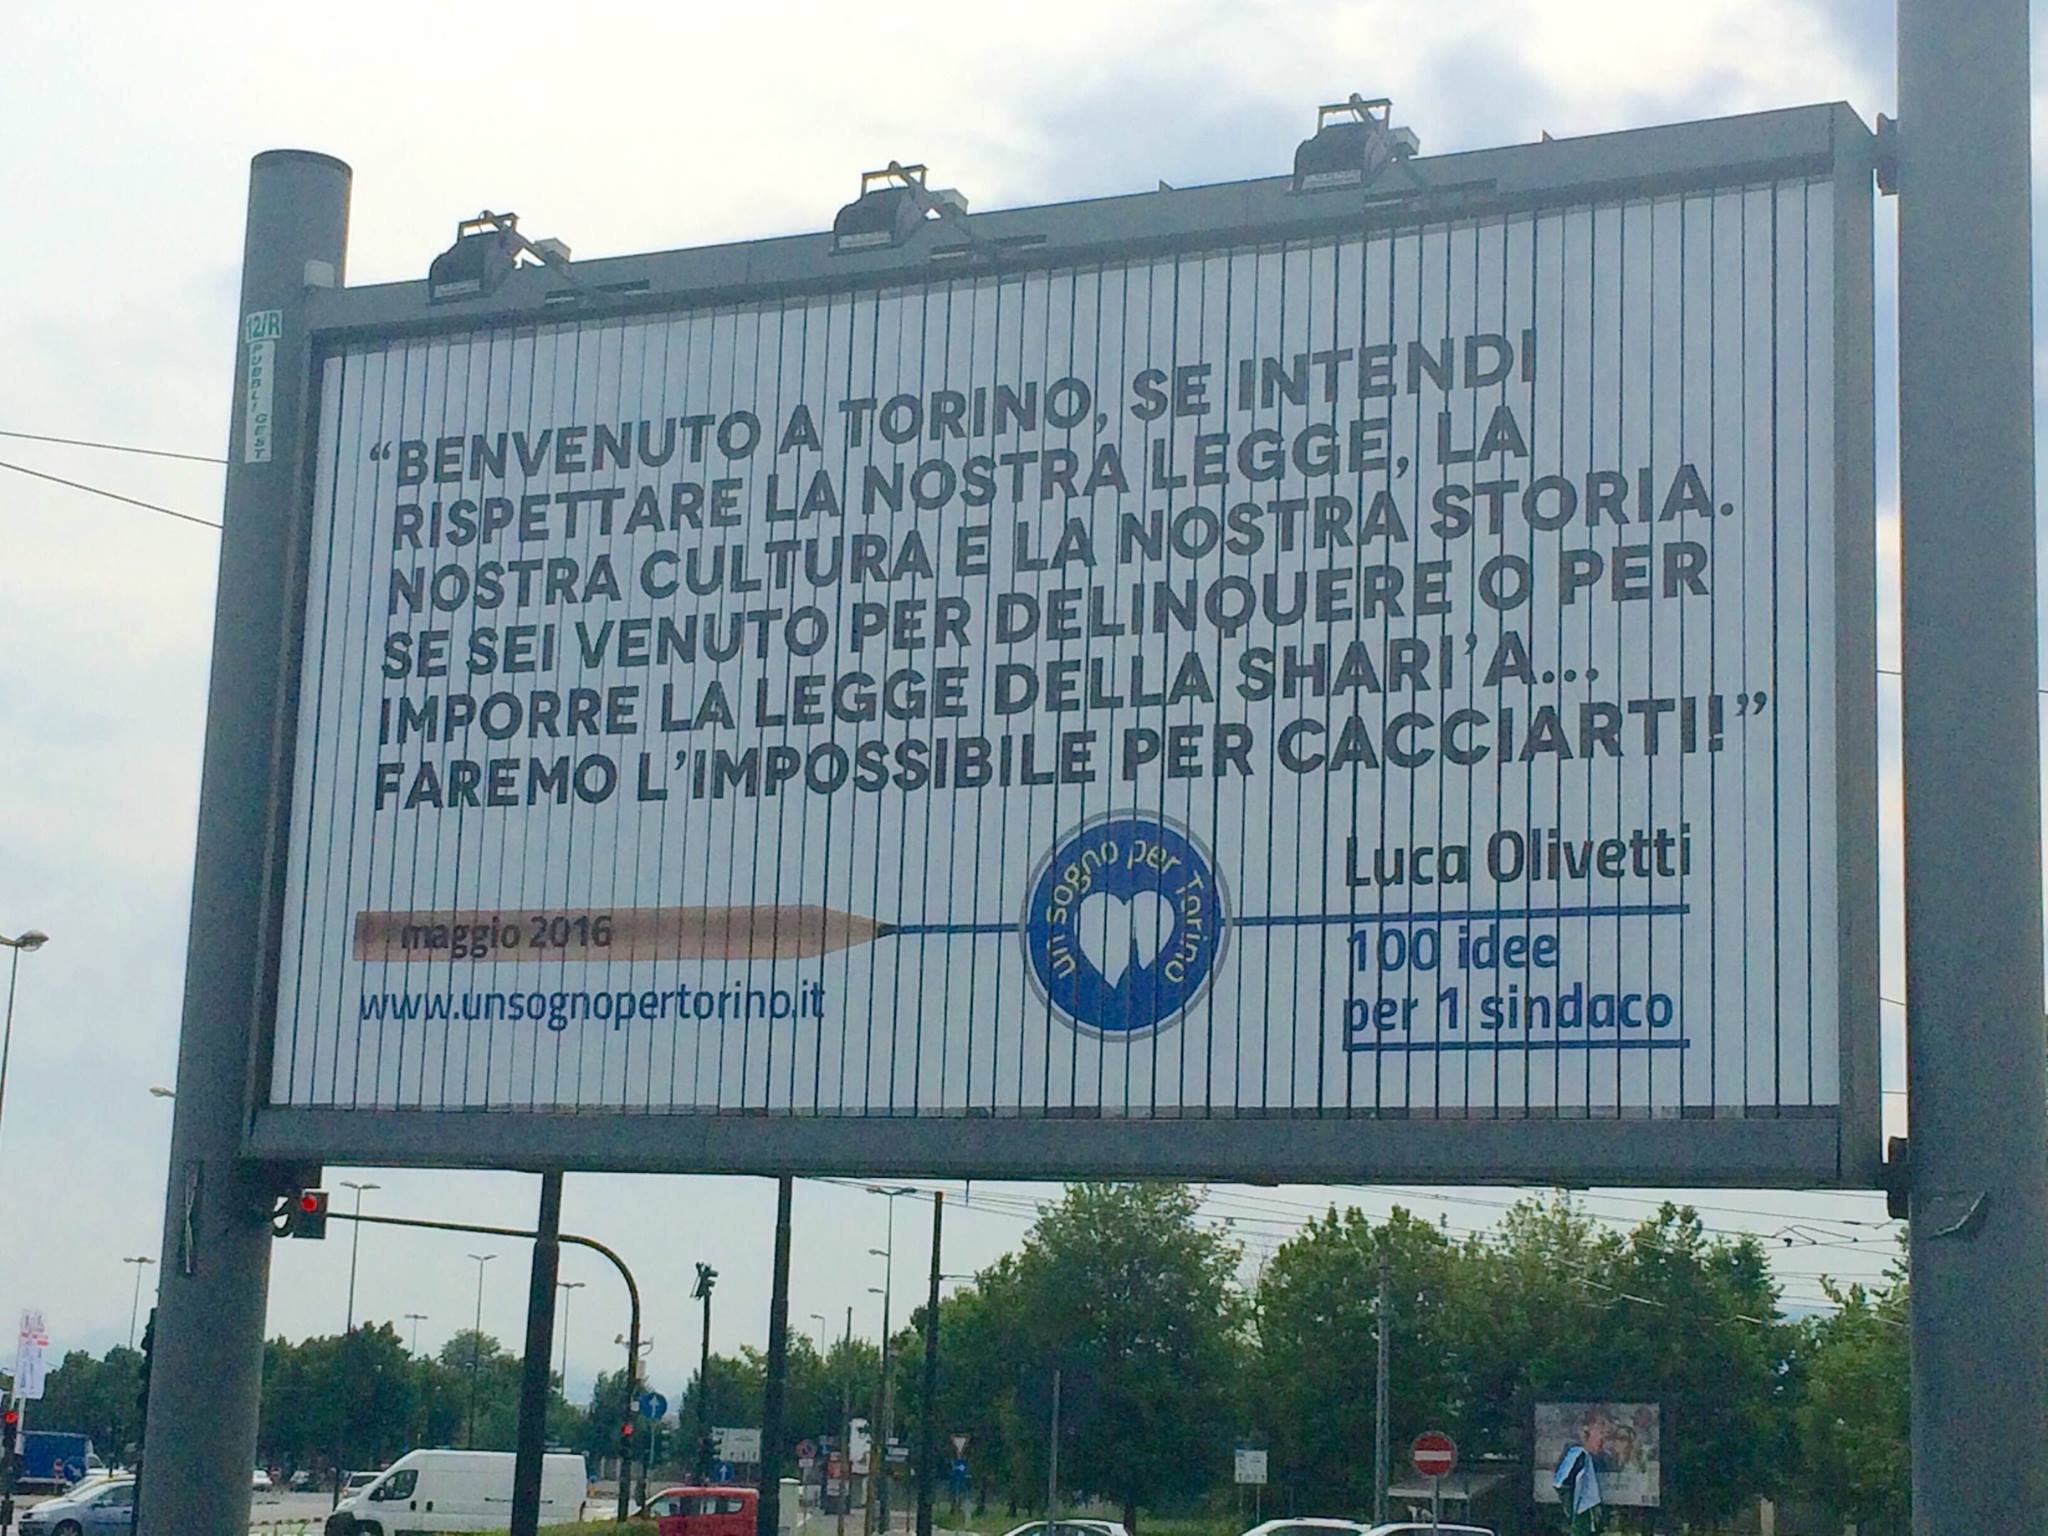 12/R
PUBBLI GEST
“BENVENUTO A TORINO, SE INTENDI
RISPETTARE LA NOSTRA LEGGE, LA
NOSTRA CULTURA E LA NOSTRA STORIA.
SE SEI VENUTO PER DELINQUERE O PER
IMPORRE LA LEGGE DELLA SHARI'A...
FAREMO L'IMPOSSIBILE PER CACCIARTI!”
maggio 2016
www.unsognopertorino.it
un sogno per Torino
Luca Olivetti
100 idee
per 1 sindaco